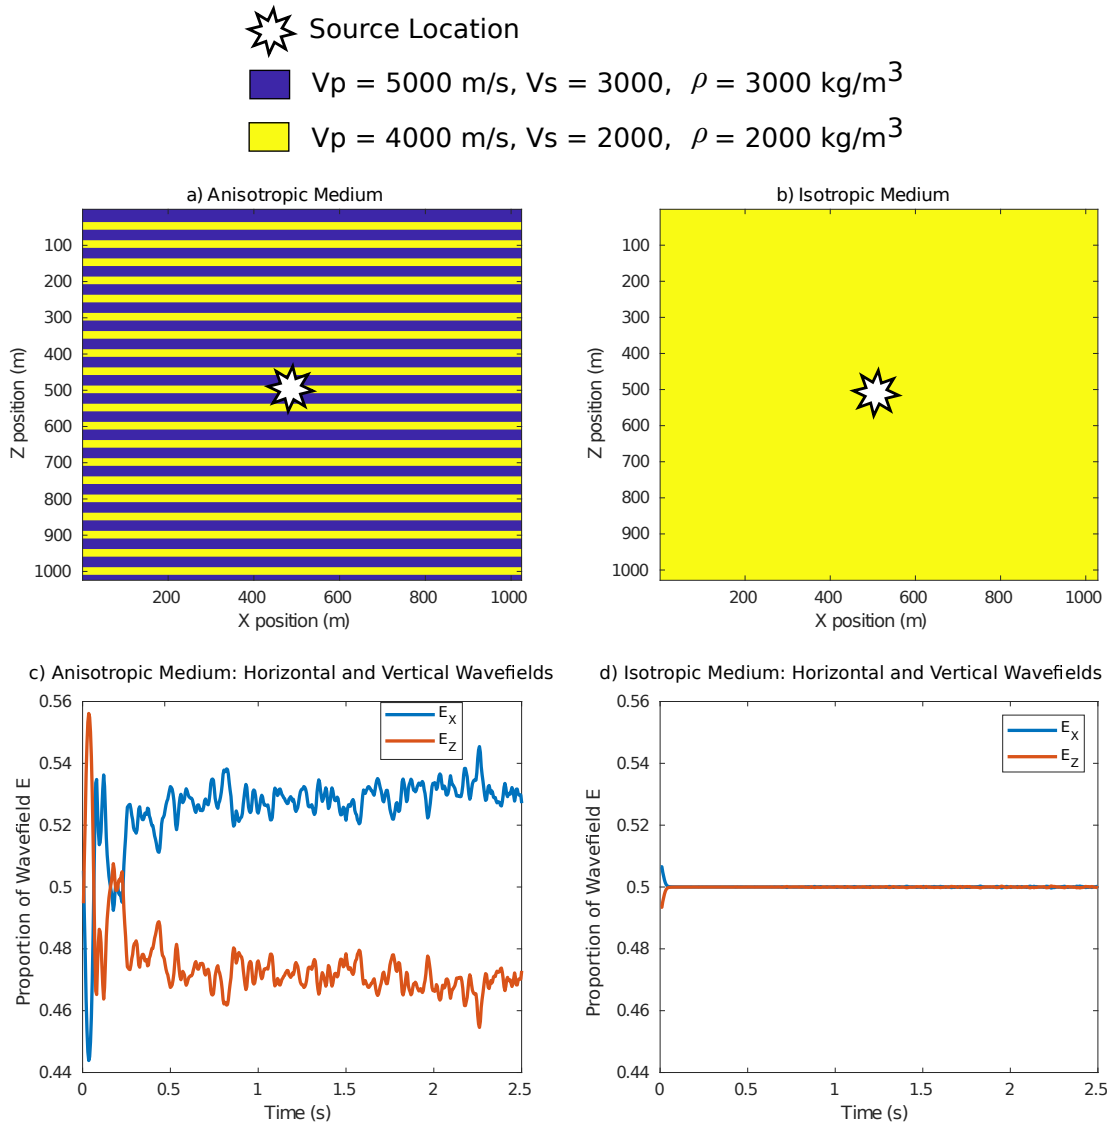 Source Location
Vp = 5000 m/s, Vs = 3000, ρ = 3000 kg/m³
Vp = 4000 m/s, Vs = 2000, ρ = 2000 kg/m³
a) Anisotropic Medium
100
200
300
400
500
600
700
800
900
1000
Z position (m)
200 400 600 800 1000
X position (m)
b) Isotropic Medium
100
200
300
400
500
600
700
800
900
1000
Z position (m)
200 400 600 800 1000
X position (m)
c) Anisotropic Medium: Horizontal and Vertical Wavefields
0.56
0.54
0.52
0.5
0.48
0.46
0.44
Proportion of Wavefield E
E_X
E_Z
0 0.5 1 1.5 2 2.5
Time (s)
d) Isotropic Medium: Horizontal and Vertical Wavefields
0.56
0.54
0.52
0.5
0.48
0.46
0.44
Proportion of Wavefield E
E_X
E_Z
0 0.5 1 1.5 2 2.5
Time (s)